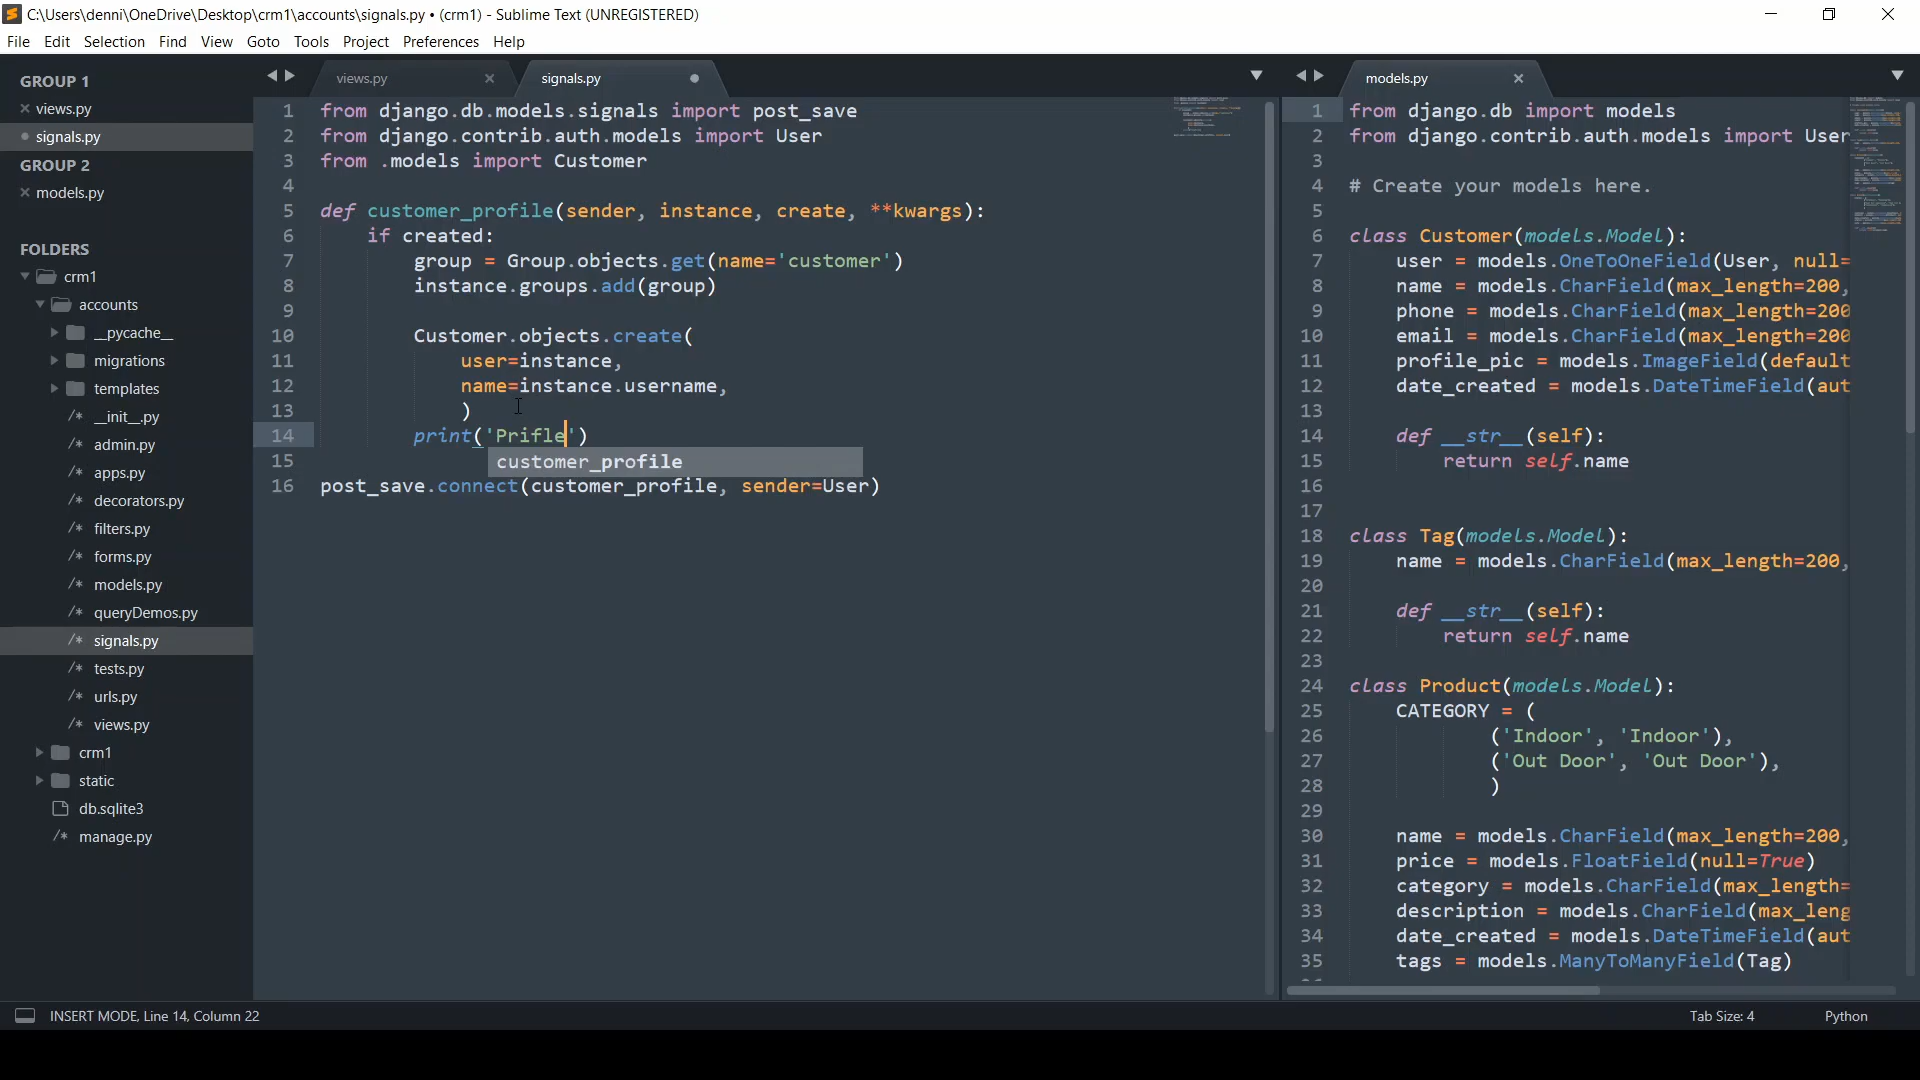 C:\Users\denni\OneDrive\Desktop\crm1\accounts\signals.py • (crm1) - Sublime Text (UNREGISTERED)
File Edit Selection Find View Goto Tools Project Preferences Help
GROUP 1
views.py
signals.py
GROUP 2
models.py
FOLDERS
crm1
accounts
__pycache__
migrations
templates
/* __init__.py
/* admin.py
/* apps.py
/* decorators.py
/* filters.py
/* forms.py
/* models.py
/* queryDemos.py
/* signals.py
/* tests.py
/* urls.py
/* views.py
crm1
static
db.sqlite3
/* manage.py
views.py signals.py
1 from django.db.models.signals import post_save
2 from django.contrib.auth.models import User
3 from .models import Customer
4
5 def customer_profile(sender, instance, create, **kwargs):
6 if created:
7 group = Group.objects.get(name='customer')
8 instance.groups.add(group)
9
10 Customer.objects.create(
11 user=instance,
12 name=instance.username,
13 )
14 print('Prifle')
customer_profile
15
16 post_save.connect(customer_profile, sender=User)
models.py
1 from django.db import models
2 from django.contrib.auth.models import User
3
4 # Create your models here.
5
6 class Customer(models.Model):
7 user = models.OneToOneField(User, null=
8 name = models.CharField(max_length=200,
9 phone = models.CharField(max_length=200
10 email = models.CharField(max_length=200
11 profile_pic = models.ImageField(default
12 date_created = models.DateTimeField(aut
13
14 def __str__(self):
15 return self.name
16
17
18 class Tag(models.Model):
19 name = models.CharField(max_length=200,
20
21 def __str__(self):
22 return self.name
23
24 class Product(models.Model):
25 CATEGORY = (
26 ('Indoor', 'Indoor'),
27 ('Out Door', 'Out Door'),
28 )
29
30 name = models.CharField(max_length=200,
31 price = models.FloatField(null=True)
32 category = models.CharField(max_length=
33 description = models.CharField(max_leng
34 date_created = models.DateTimeField(aut
35 tags = models.ManyToManyField(Tag)
INSERT MODE, Line 14, Column 22
Tab Size: 4 Python